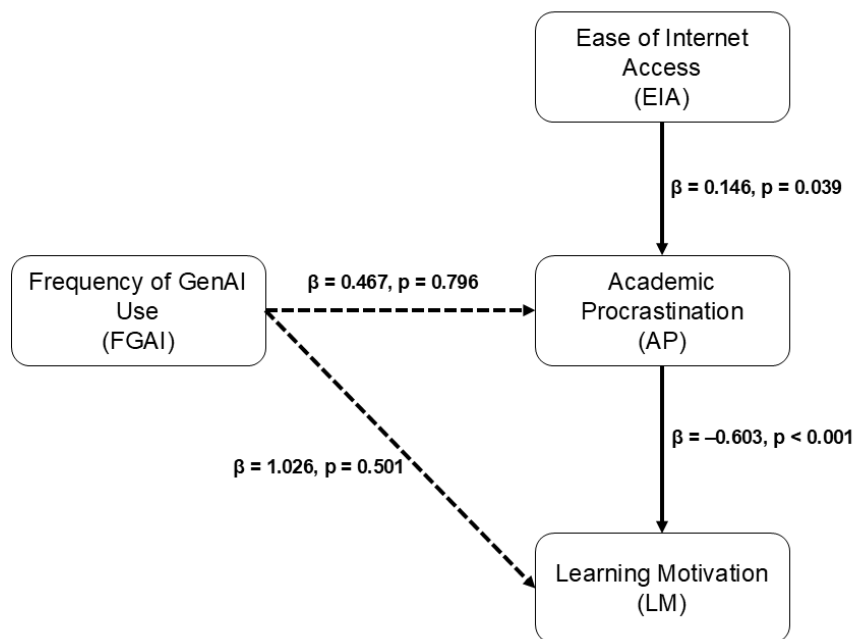 Ease of Internet
Access
(EIA)
β = 0.146, p = 0.039
Frequency of GenAI
Use
(FGAI)
β = 0.467, p = 0.796
Academic
Procrastination
(AP)
β = –0.603, p < 0.001
β = 1.026, p = 0.501
Learning Motivation
(LM)